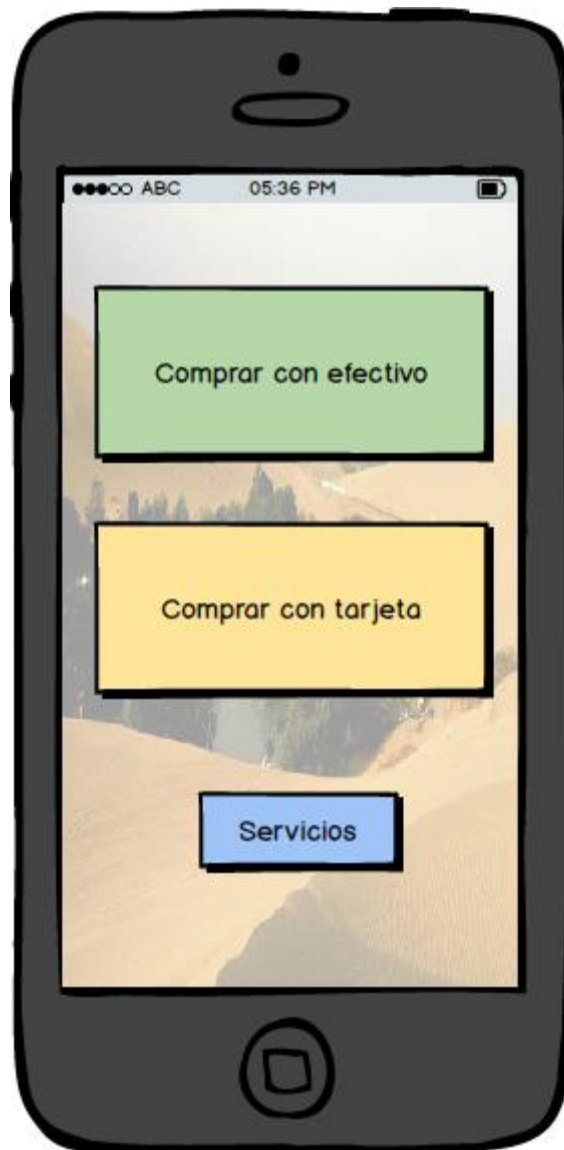 ABC 05:36 PM
Comprar con efectivo
Comprar con tarjeta
Servicios